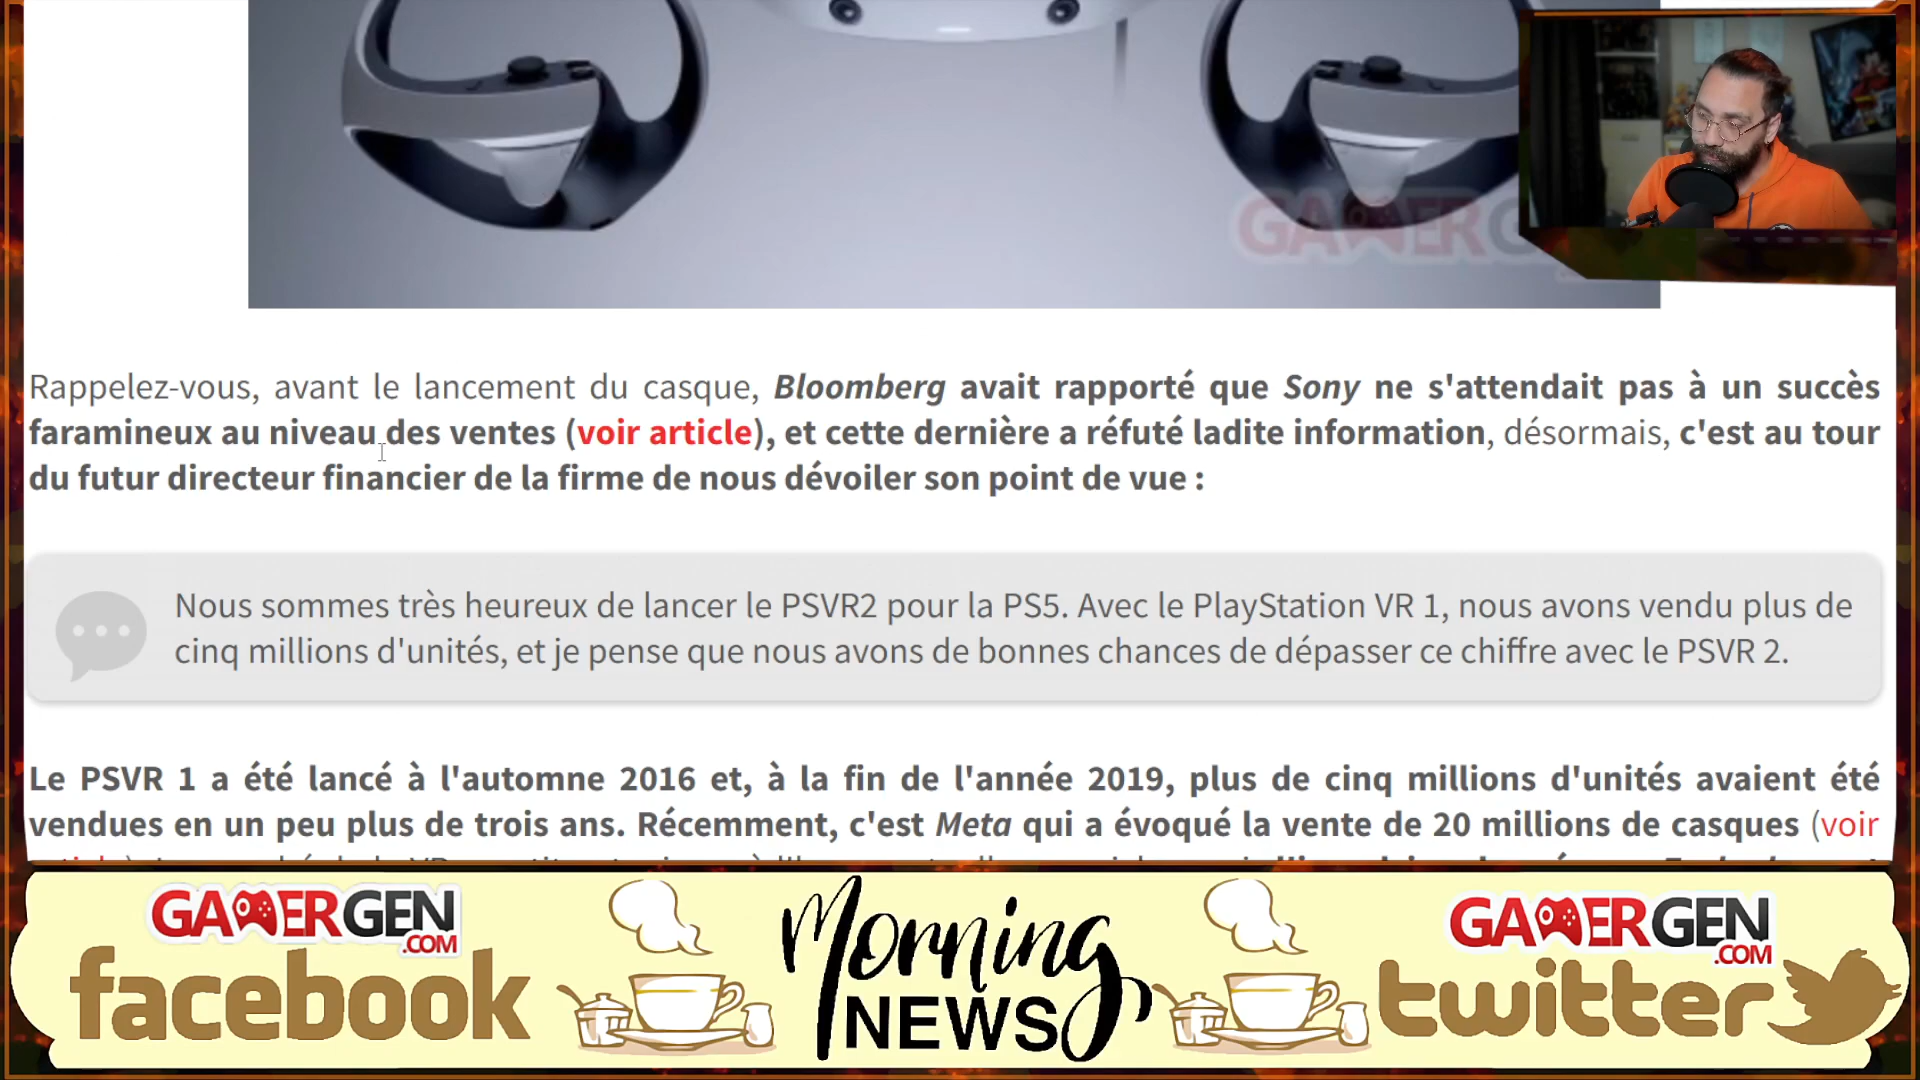 GAMERGEN
Rappelez-vous, avant le lancement du casque, Bloomberg avait rapporté que Sony ne s'attendait pas à un succès
faramineux au niveau des ventes (voir article), et cette dernière a réfuté ladite information, désormais, c'est au tour
du futur directeur financier de la firme de nous dévoiler son point de vue :
Nous sommes très heureux de lancer le PSVR2 pour la PS5. Avec le PlayStation VR 1, nous avons vendu plus de
cinq millions d'unités, et je pense que nous avons de bonnes chances de dépasser ce chiffre avec le PSVR 2.
Le PSVR 1 a été lancé à l'automne 2016 et, à la fin de l'année 2019, plus de cinq millions d'unités avaient été
vendues en un peu plus de trois ans. Récemment, c'est Meta qui a évoqué la vente de 20 millions de casques (voir
GAMERGEN
.COM
facebook
Morning
NEWS
GAMERGEN
.COM
twitter